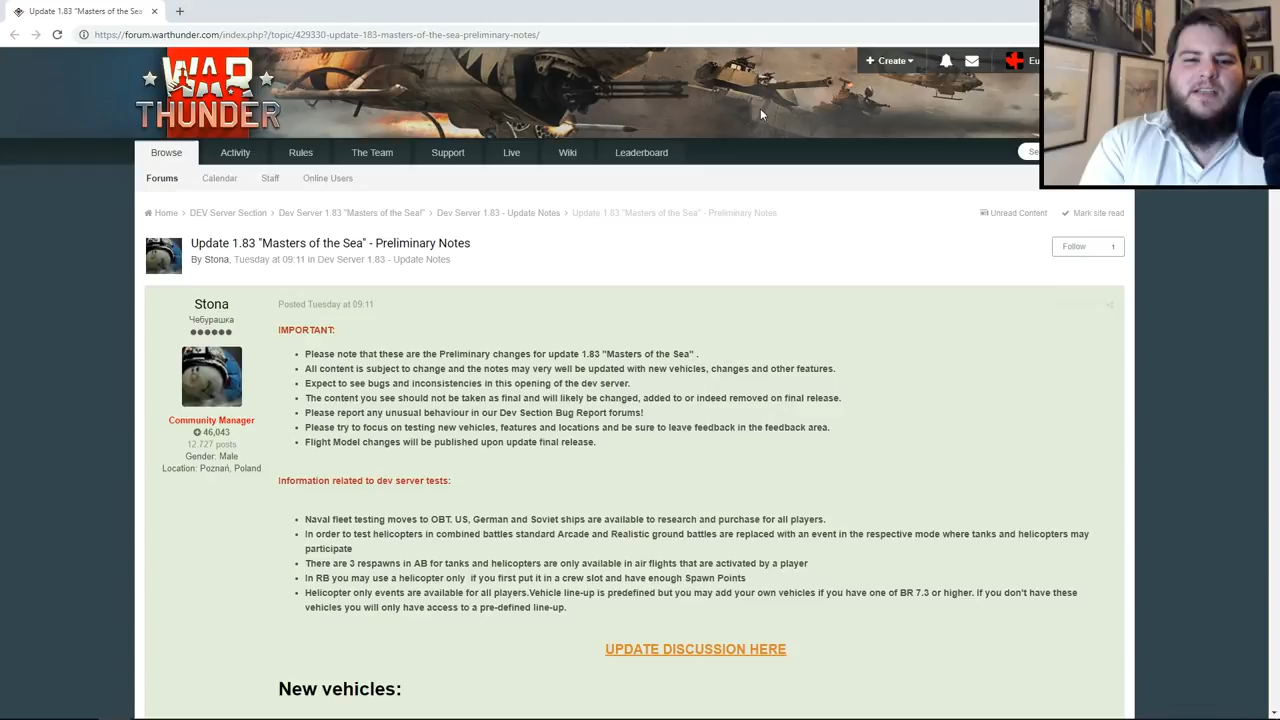 Update 1.83 "Masters of the Sea
https://forum.warthunder.com/index.php?/topic/429330-update-183-masters-of-the-sea-preliminary-notes/
WAR
THUNDER
Create
Browse
Activity
Rules
The Team
Support
Live
Wiki
Leaderboard
Forums
Calendar
Staff
Online Users
Home > DEV Server Section > Dev Server 1.83 "Masters of the Sea!" > Dev Server 1.83 - Update Notes > Update 1.83 "Masters of the Sea" - Preliminary Notes
Unread Content
Mark site read
Update 1.83 "Masters of the Sea" - Preliminary Notes
By Stona, Tuesday at 09:11 in Dev Server 1.83 - Update Notes
Follow 1
Stona
Чебурашка
Community Manager
46,043
12.727 posts
Gender: Male
Location: Poznań, Poland
Posted Tuesday at 09:11
IMPORTANT:
Please note that these are the Preliminary changes for update 1.83 "Masters of the Sea" .
All content is subject to change and the notes may very well be updated with new vehicles, changes and other features.
Expect to see bugs and inconsistencies in this opening of the dev server.
The content you see should not be taken as final and will likely be changed, added to or indeed removed on final release.
Please report any unusual behaviour in our Dev Section Bug Report forums!
Please try to focus on testing new vehicles, features and locations and be sure to leave feedback in the feedback area.
Flight Model changes will be published upon update final release.
Information related to dev server tests:
Naval fleet testing moves to OBT. US, German and Soviet ships are available to research and purchase for all players.
In order to test helicopters in combined battles standard Arcade and Realistic ground battles are replaced with an event in the respective mode where tanks and helicopters may
participate
There are 3 respawns in AB for tanks and helicopters are only available in air flights that are activated by a player
In RB you may use a helicopter only if you first put it in a crew slot and have enough Spawn Points
Helicopter only events are available for all players.Vehicle line-up is predefined but you may add your own vehicles if you have one of BR 7.3 or higher. if you don't have these
vehicles you will only have access to a pre-defined line-up.
UPDATE DISCUSSION HERE
New vehicles: